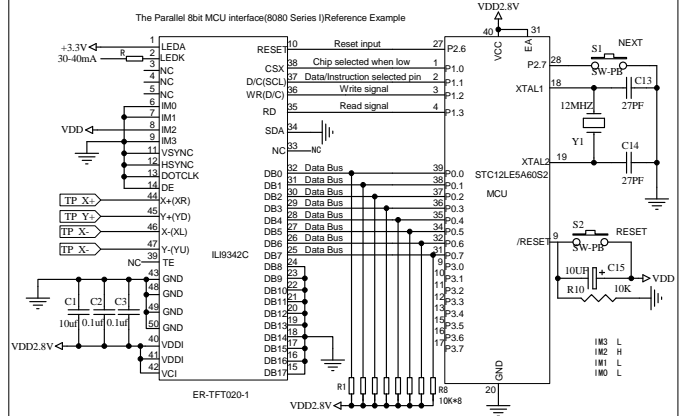 The Parallel 8bit MCU interface(8080 Series I)Reference Example
VDD2.8V
+3.3V
30-40mA
R
1 LEDA
2 LEDK
3 NC
4 NC
5 NC
6 IM0
7 IM1
8 IM2
9 IM3
11 VSYNC
12 HSYNC
13 DOTCLK
14 DE
VDD
TP X+ 44 X+(XR)
TP Y+ 45 Y+(YD)
TP X- 46 X-(XL)
TP X- 47 Y-(YU)
NC 39 TE
43 GND
48 GND
49 GND
50 GND
C1 C2 C3
10uf 0.1uf 0.1uf
VDD2.8V
40 VDDI
41 VDDI
42 VCI
ILI9342C
ER-TFT020-1
RESET 10 Reset input 27 P2.6
CSX 38 Chip selected when low 1 P1.0
D/C(SCL) 37 Data/Instruction selected pin 2 P1.1
WR(D/C) 36 Write signal 3 P1.2
RD 35 Read signal 4 P1.3
SDA 34
NC 33 NC
DB0 32 Data Bus 39 P0.0
DB1 31 Data Bus 38 P0.1
DB2 30 Data Bus 37 P0.2
DB3 29 Data Bus 36 P0.3
DB4 28 Data Bus 35 P0.4
DB5 27 Data Bus 34 P0.5
DB6 26 Data Bus 32 P0.6
DB7 25 Data Bus 31 P0.7
DB8 24
DB9 23
DB10 22
DB11 21
DB12 20
DB13 19
DB14 18
DB15 17
DB16 16
DB17 15
9 P3.0
10 P3.1
11 P3.2
12 P3.3
13 P3.4
14 P3.5
15 P3.6
17 P3.7
R1
R8
10K*8
VDD2.8V
40 VCC
31 EA
STC12LE5A60S2
MCU
P2.7 28
XTAL1 18
XTAL2 19
/RESET 9
GND
20
S1 NEXT
SW-PB
C13
27PF
12MHZ
Y1
C14
27PF
S2 RESET
SW-PB
10UF + C15
VDD
R10 10K
IM3 L
IM2 H
IM1 L
IM0 L